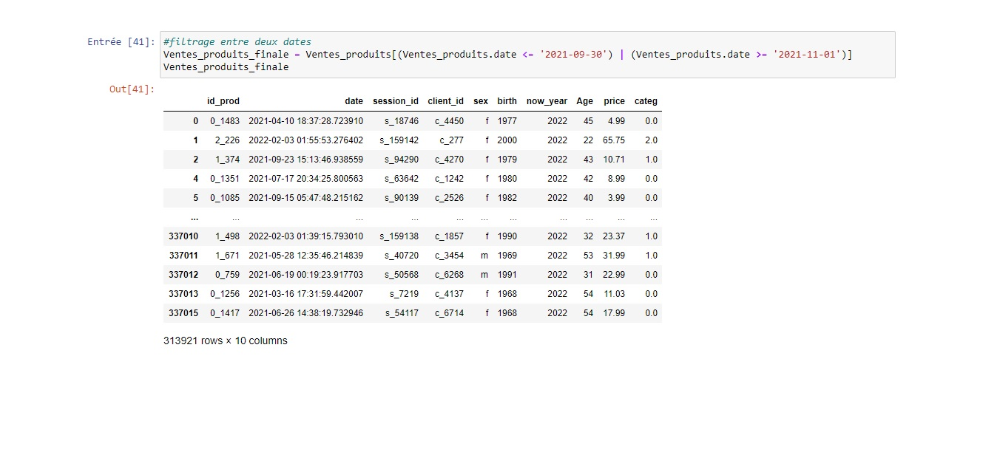 Entrée [41]: #filtrage entre deux dates
Ventes_produits_finale = Ventes_produits[(Ventes_produits.date <= '2021-09-30') | (Ventes_produits.date >= '2021-11-01')]
Ventes_produits_finale
Out[41]:
id_prod date session_id client_id sex birth now_year Age price categ
0 0_1483 2021-04-10 18:37:28.723910 s_18746 c_4450 f 1977 2022 45 4.99 0.0
1 2_226 2022-02-03 01:55:53.276402 s_159142 c_277 f 2000 2022 22 65.75 2.0
2 1_374 2021-09-23 15:13:46.938559 s_94290 c_4270 f 1979 2022 43 10.71 1.0
4 0_1351 2021-07-17 20:34:25.800563 s_63642 c_1242 f 1980 2022 42 8.99 0.0
5 0_1085 2021-09-15 05:47:48.215162 s_90139 c_2526 f 1982 2022 40 3.99 0.0
... ... ... ... ... ... ... ... ... ... ...
337010 1_498 2022-02-03 01:39:15.793010 s_159138 c_1857 f 1990 2022 32 23.37 1.0
337011 1_671 2021-05-28 12:35:46.214839 s_40720 c_3454 m 1969 2022 53 31.99 1.0
337012 0_759 2021-06-19 00:19:23.917703 s_50568 c_6268 m 1991 2022 31 22.99 0.0
337013 0_1256 2021-03-16 17:31:59.442007 s_7219 c_4137 f 1968 2022 54 11.03 0.0
337015 0_1417 2021-06-26 14:38:19.732946 s_54117 c_6714 f 1968 2022 54 17.99 0.0
313921 rows × 10 columns